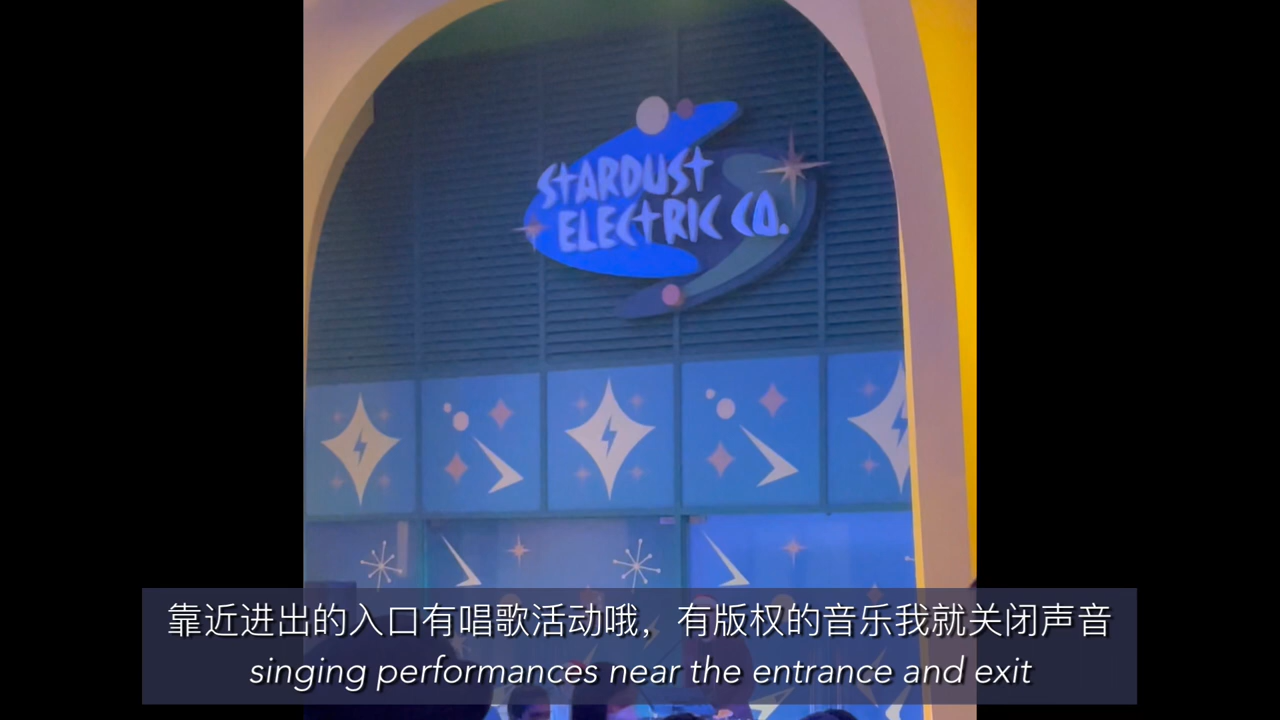 STARDUST
ELECTRIC CO.
靠近进出的入口有唱歌活动哦，有版权的音乐我就关闭声音
singing performances near the entrance and exit